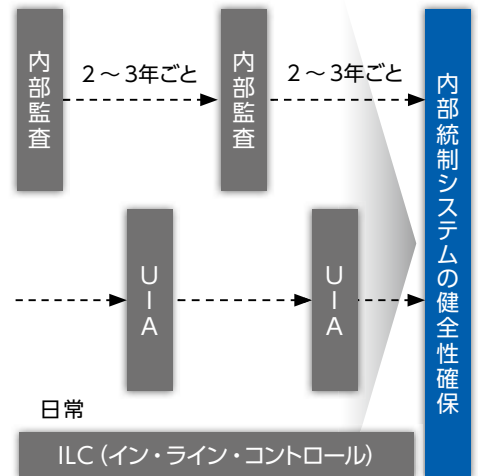 内部監査
2～3年ごと
内部監査
2～3年ごと
内部統制システムの健全性確保
UIA
UIA
日常
ILC（イン・ライン・コントロール）